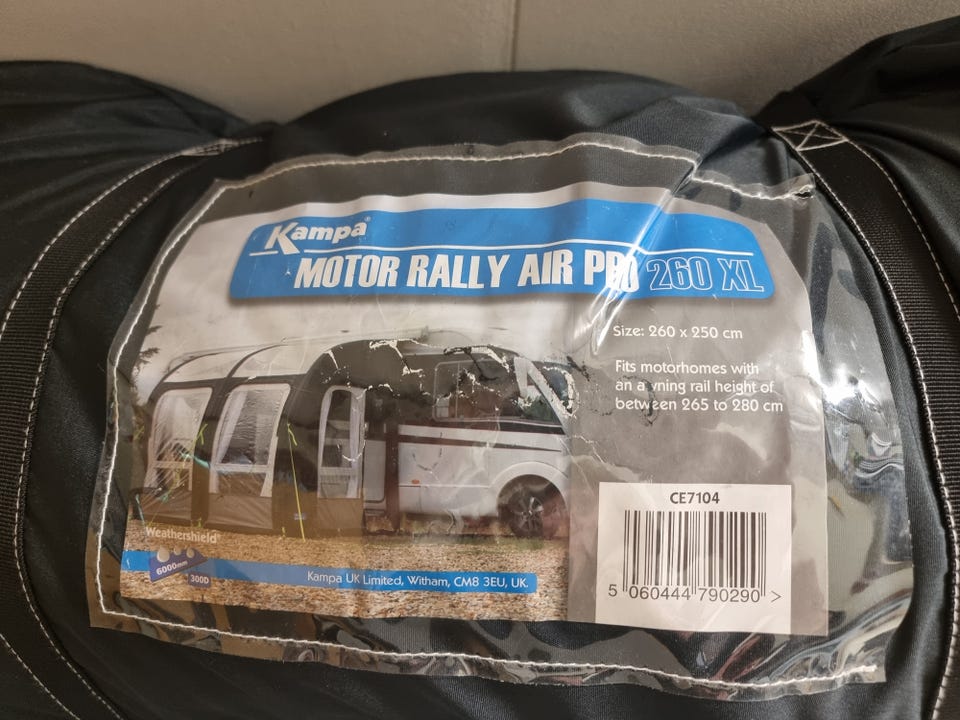 Kampa®
MOTOR RALLY AIR PRO 260 XL
Size: 260 x 250 cm
Fits motorhomes with
an awning rail height of
between 265 to 280 cm
CE7104
5 060444 790290 >
Weathershield
6000mm
300D
Kampa UK Limited, Witham, CM8 3EU, UK.